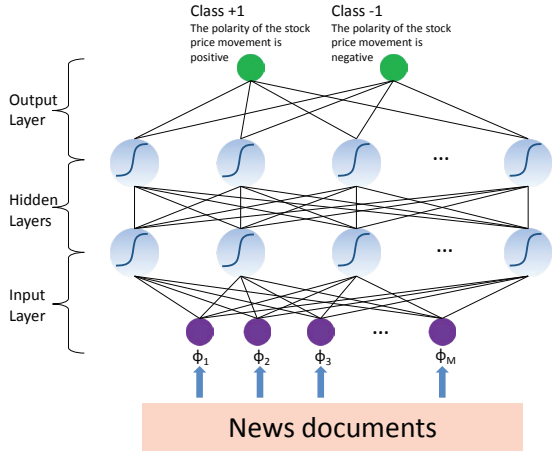 Class +1
The polarity of the stock
price movement is
positive
Class -1
The polarity of the stock
price movement is
negative
Output
Layer
...
Hidden
Layers
...
Input
Layer
...
ϕ1
ϕ2
ϕ3
ϕM
News documents